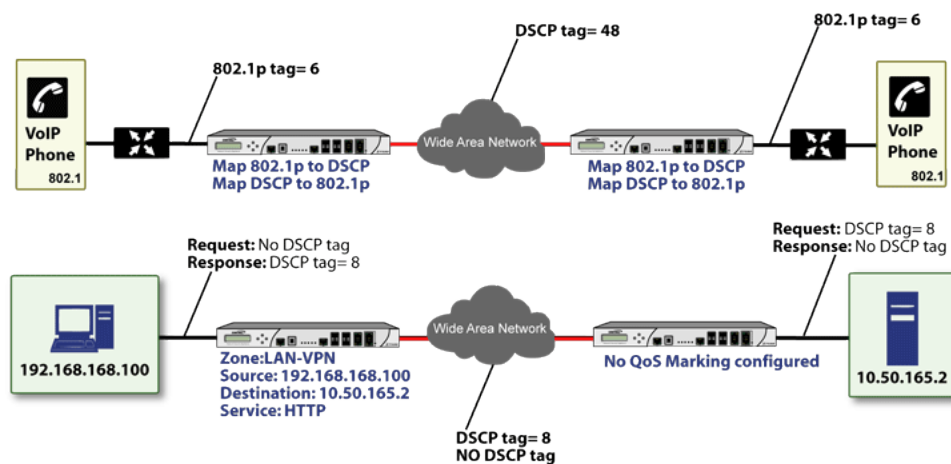 DSCP tag= 48
802.1p tag= 6
802.1p tag= 6
VoIP
Phone
802.1
Wide Area Network
VoIP
Phone
802.1
Map 802.1p to DSCP
Map DSCP to 802.1p
Map 802.1p to DSCP
Map DSCP to 802.1p
Request: No DSCP tag
Response: DSCP tag= 8
Request: DSCP tag= 8
Response: No DSCP tag
192.168.168.100
Wide Area Network
10.50.165.2
Zone:LAN-VPN
Source: 192.168.168.100
Destination: 10.50.165.2
Service: HTTP
No QoS Marking configured
DSCP tag= 8
NO DSCP tag